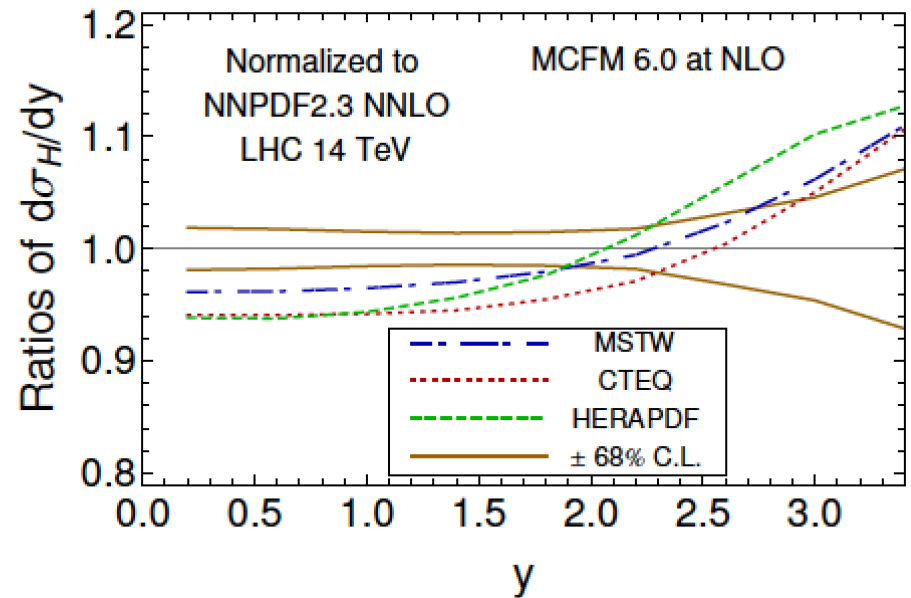 Normalized to
NNPDF2.3 NNLO
LHC 14 TeV
MCFM 6.0 at NLO
Ratios of dσ_H/dy
1.2
1.1
1.0
0.9
0.8
MSTW
CTEQ
HERAPDF
± 68% C.L.
0.0 0.5 1.0 1.5 2.0 2.5 3.0
y